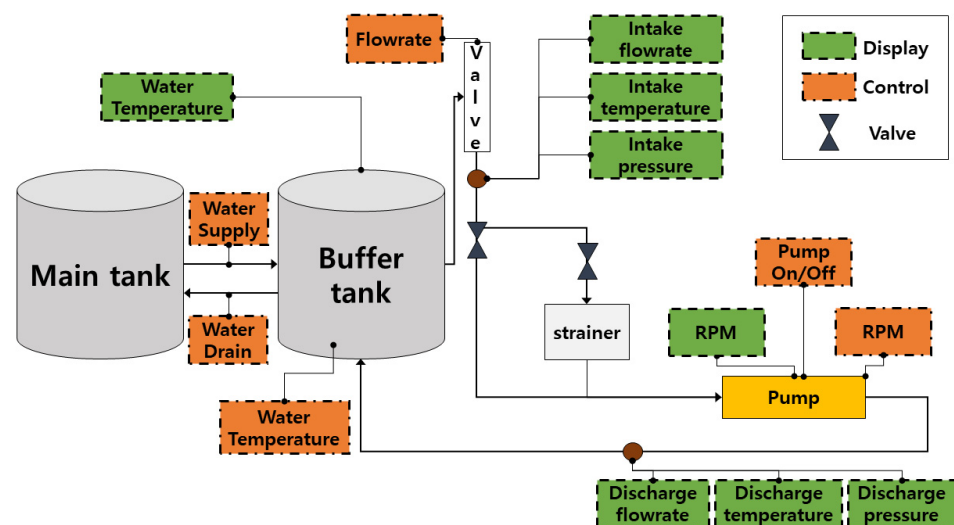 Flowrate
Valve
Intake
flowrate
Intake
temperature
Intake
pressure
Display
Control
Valve
Water
Temperature
Water
Supply
Main tank
Buffer
tank
Water
Drain
Water
Temperature
strainer
Pump
On/Off
RPM
RPM
Pump
Discharge
flowrate
Discharge
temperature
Discharge
pressure